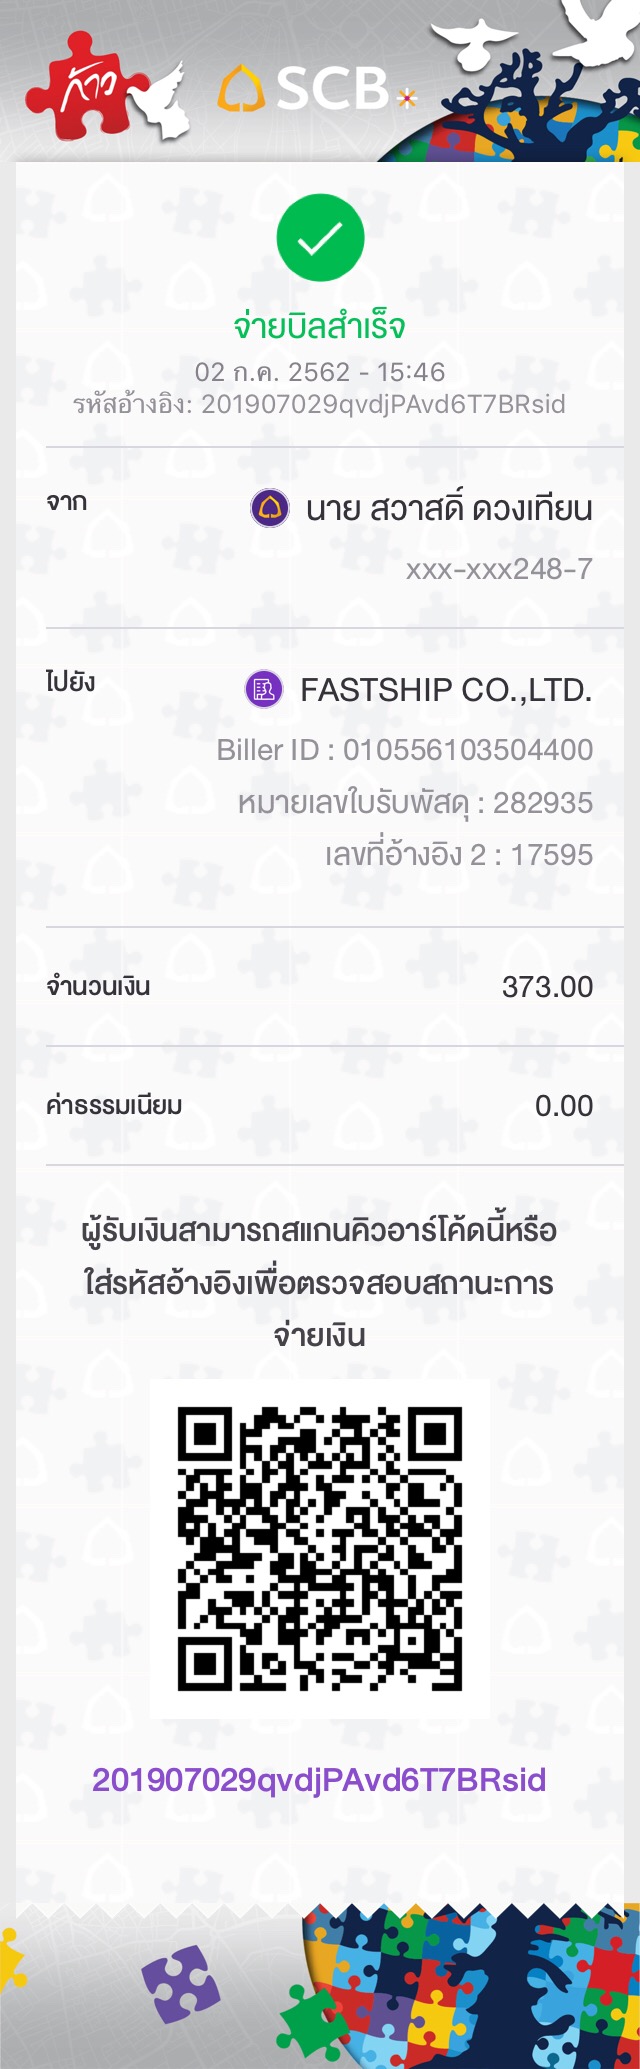 ก้าว
SCB
จ่ายบิลสำเร็จ
02 ก.ค. 2562 - 15:46
รหัสอ้างอิง: 201907029qvdjPAvd6T7BRsid
จาก
นาย สวาสดิ์ ดวงเทียน
xxx-xxx248-7
ไปยัง
FASTSHIP CO.,LTD.
Biller ID : 010556103504400
หมายเลขใบรับพัสดุ : 282935
เลขที่อ้างอิง 2 : 17595
จำนวนเงิน 373.00
ค่าธรรมเนียม 0.00
ผู้รับเงินสามารถสแกนคิวอาร์โค้ดนี้หรือ
ใส่รหัสอ้างอิงเพื่อตรวจสอบสถานะการ
จ่ายเงิน
201907029qvdjPAvd6T7BRsid